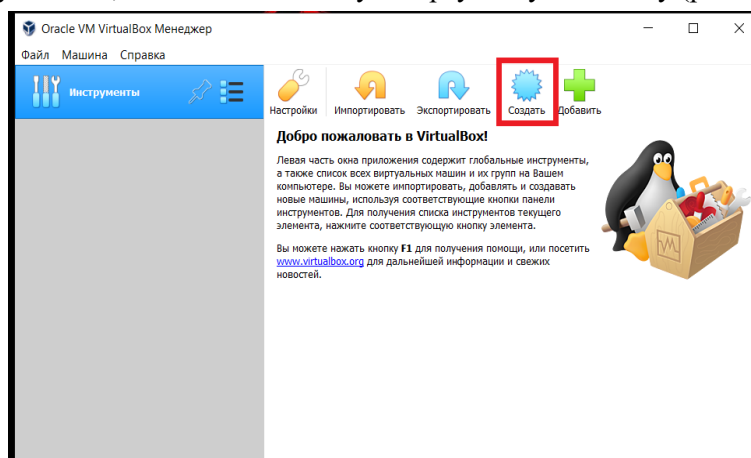 Oracle VM VirtualBox Менеджер
Файл Машина Справка
Инструменты
Настройки Импортировать Экспортировать Создать Добавить
Добро пожаловать в VirtualBox!
Левая часть окна приложения содержит глобальные инструменты,
а также список всех виртуальных машин и их групп на Вашем
компьютере. Вы можете импортировать, добавлять и создавать
новые машины, используя соответствующие кнопки панели
инструментов. Для получения списка инструментов текущего
элемента, нажмите соответствующую кнопку элемента.
Вы можете нажать кнопку F1 для получения помощи, или посетить
www.virtualbox.org для дальнейшей информации и свежих
новостей.